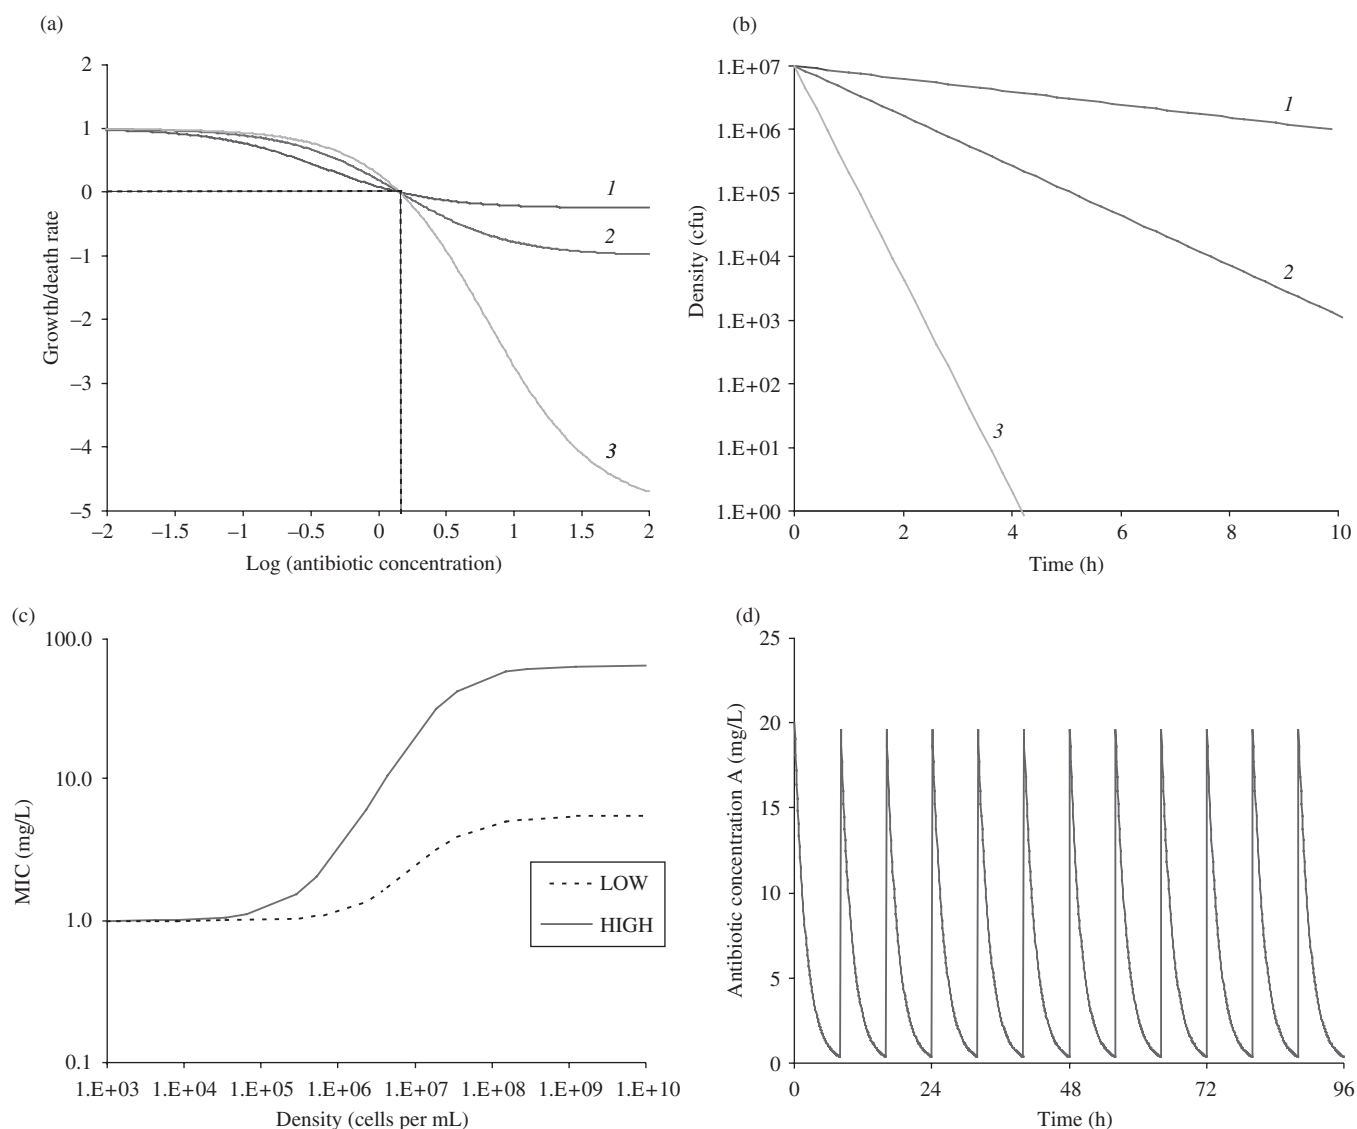 (a)
2
1
0
−1
−2
−3
−4
−5
Growth/death rate
1
2
3
−2 −1.5 −1 −0.5 0 0.5 1 1.5 2
Log (antibiotic concentration)
(b)
1.E+07
1.E+06
1.E+05
1.E+04
1.E+03
1.E+02
1.E+01
1.E+00
Density (cfu)
1
2
3
0 2 4 6 8 10
Time (h)
(c)
100.0
10.0
1.0
0.1
MIC (mg/L)
LOW
HIGH
1.E+03 1.E+04 1.E+05 1.E+06 1.E+07 1.E+08 1.E+09 1.E+10
Density (cells per mL)
(d)
25
20
15
10
5
0
Antibiotic concentration A (mg/L)
0 24 48 72 96
Time (h)